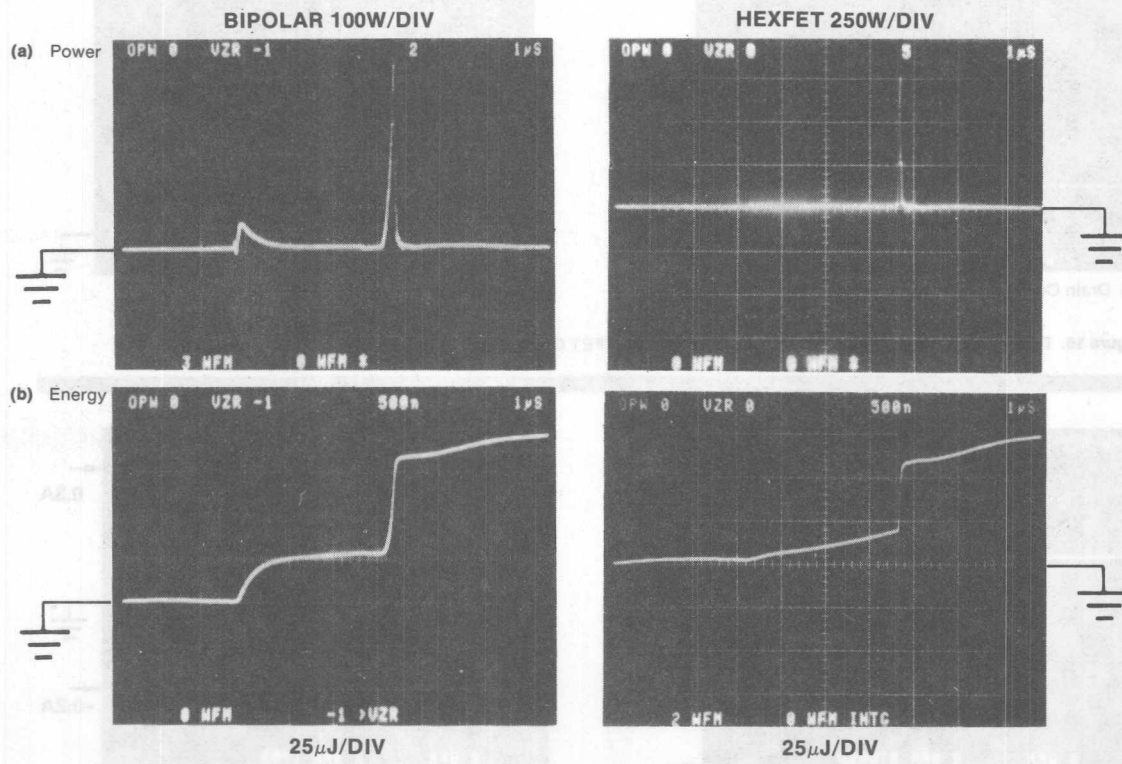 BIPOLAR 100W/DIV
HEXFET 250W/DIV
(a) Power
OPW 0 VZR -1 2 1µS
OPW 0 VZR 0 5 1µS
3 WFM 0 WFM *
0 WFM 0 WFM *
(b) Energy
OPW 0 VZR -1 500n 1µS
OPW 0 VZR 0 500n 1µS
0 WFM -1 >VZR
2 WFM 0 WFM INTG
25µJ/DIV
25µJ/DIV